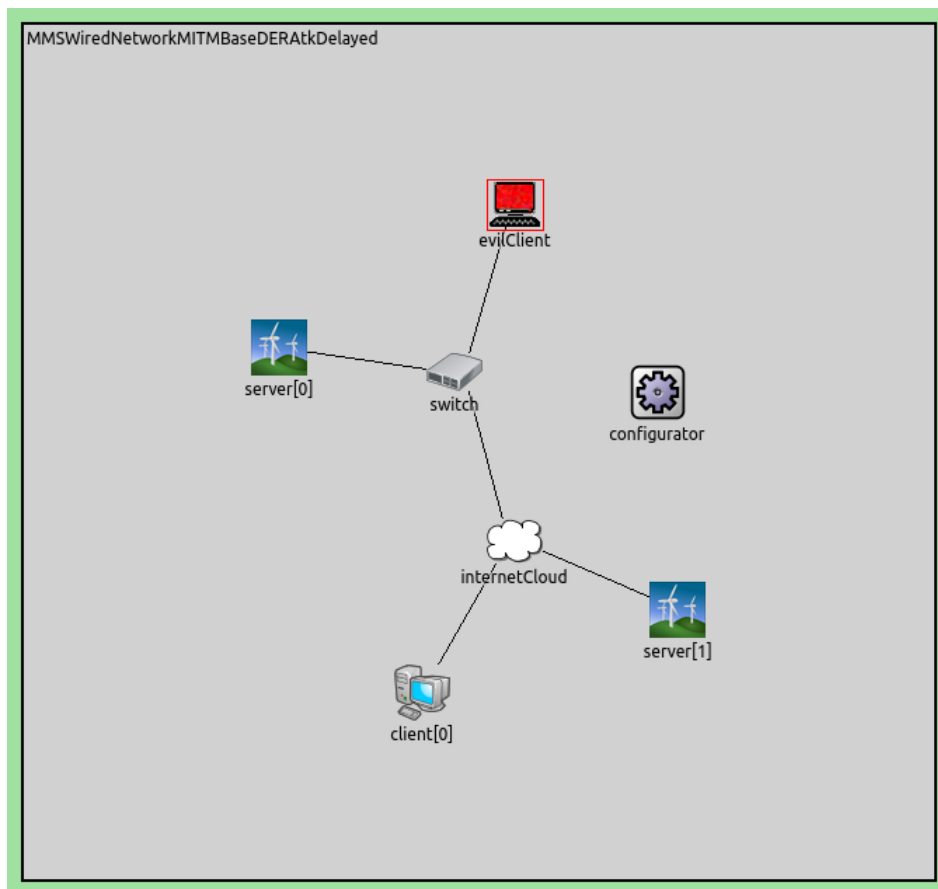 MMSWiredNetworkMITMBaseDERAtkDelayed
evilClient
server[0]
switch
configurator
internetCloud
server[1]
client[0]